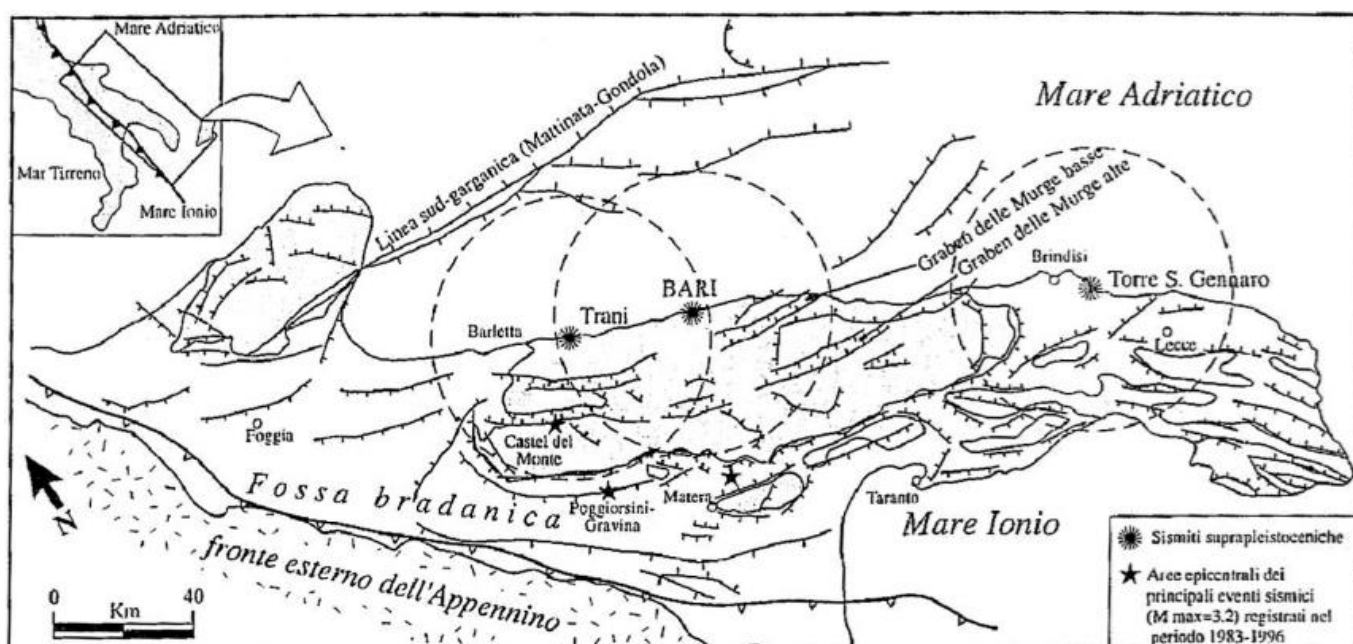 Mare Adriatico
Mar Tirreno
Mare Ionio
Mare Adriatico
Linea sud-garganica (Mattinata-Gondola)
Graben delle Murge basse
Graben delle Murge alte
Brindisi
Torre S. Gennaro
BARI
Trani
Barletta
Lecce
Foggia
Castel del
Monte
Fossa bradanica
Poggiorsini-
Gravina
Matera
Taranto
Mare Ionio
N
fronte esterno dell'Appennino
0 40
Km
Sismiti suprapleistoceniche
Aree epicentrali dei
principali eventi sismici
(M max=3.2) registrati nel
periodo 1983-1996